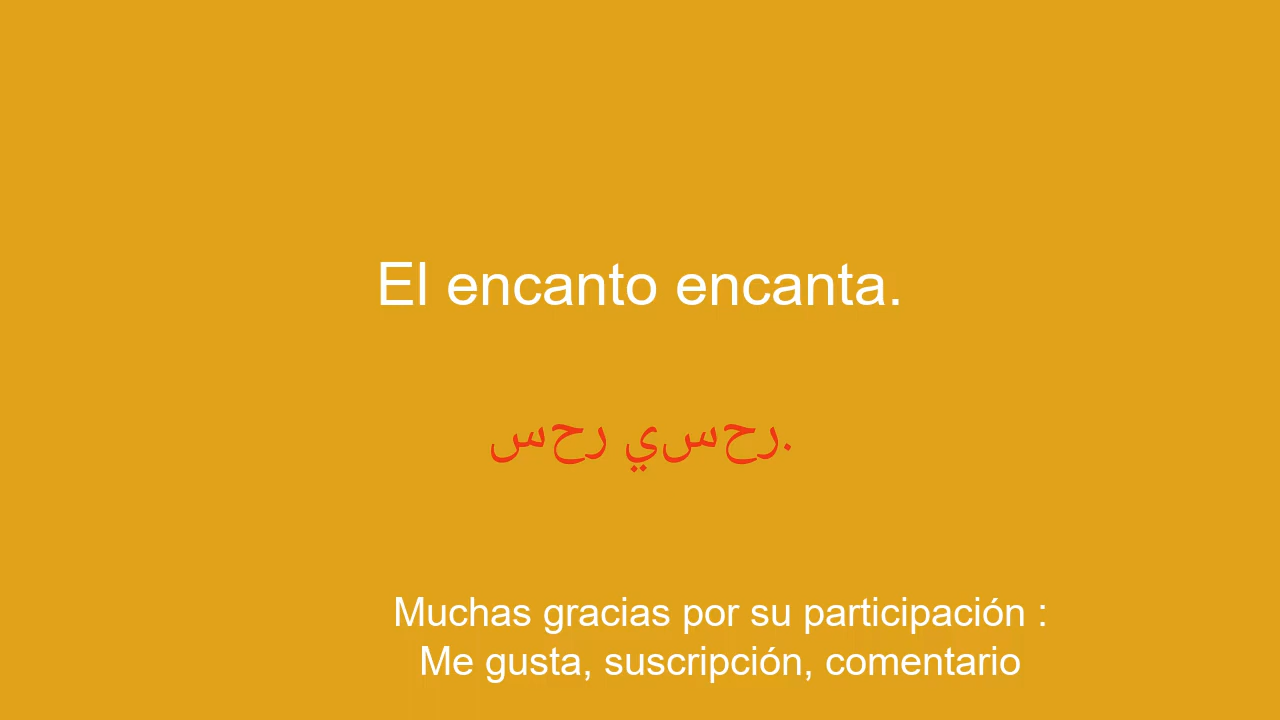 El encanto encanta.
سحر يسحر.
Muchas gracias por su participación :
Me gusta, suscripción, comentario